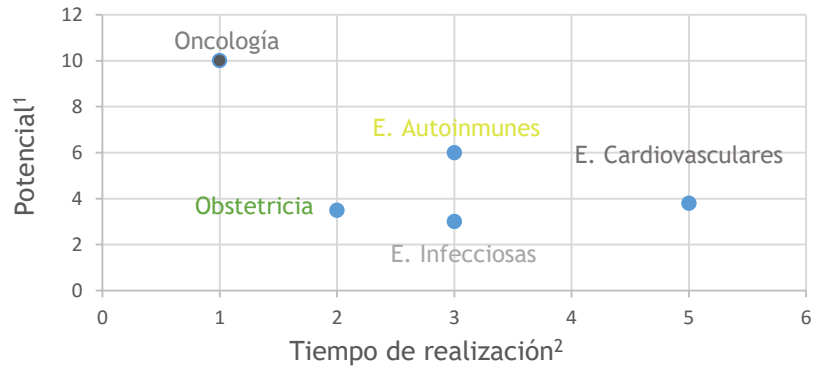 12
10
8
6
4
2
0
Potencial¹
Oncología
E. Autoinmunes
E. Cardiovasculares
Obstetricia
E. Infecciosas
0 1 2 3 4 5 6
Tiempo de realización²